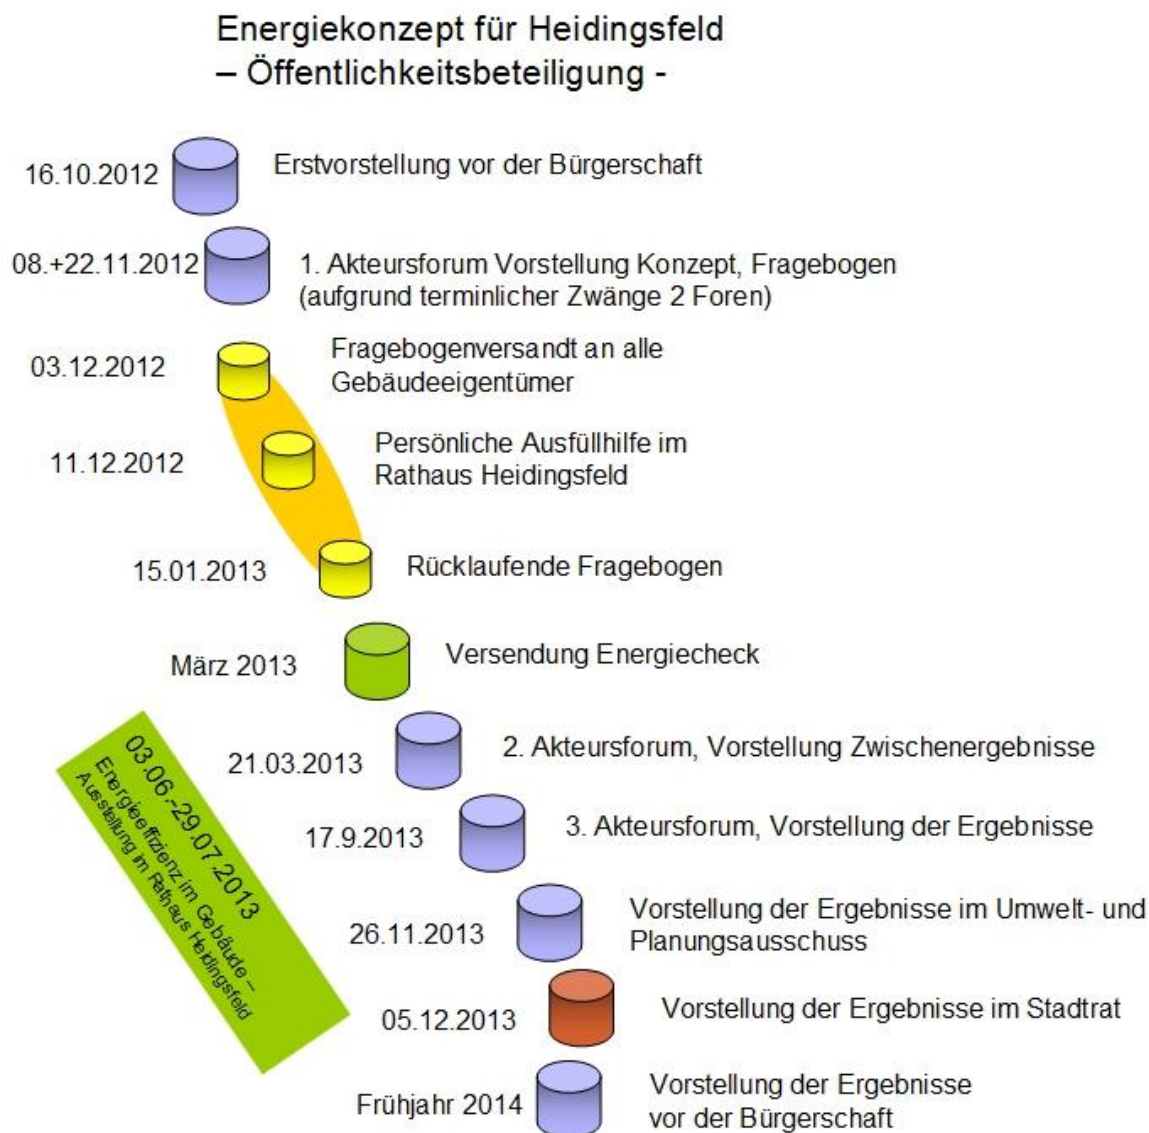 Energiekonzept für Heidingsfeld
– Öffentlichkeitsbeteiligung -
16.10.2012
Erstvorstellung vor der Bürgerschaft
08.+22.11.2012
1. Akteursforum Vorstellung Konzept, Fragebogen
(aufgrund terminlicher Zwänge 2 Foren)
03.12.2012
Fragebogenversandt an alle
Gebäudeeigentümer
11.12.2012
Persönliche Ausfüllhilfe im
Rathaus Heidingsfeld
15.01.2013
Rücklaufende Fragebogen
März 2013
Versendung Energiecheck
21.03.2013
2. Akteursforum, Vorstellung Zwischenergebnisse
03.06.-29.07.2013
Energieeffizenz im Gebäude –
Ausstellung im Rathaus Heidingsfeld
17.9.2013
3. Akteursforum, Vorstellung der Ergebnisse
26.11.2013
Vorstellung der Ergebnisse im Umwelt- und
Planungsausschuss
05.12.2013
Vorstellung der Ergebnisse im Stadtrat
Frühjahr 2014
Vorstellung der Ergebnisse
vor der Bürgerschaft